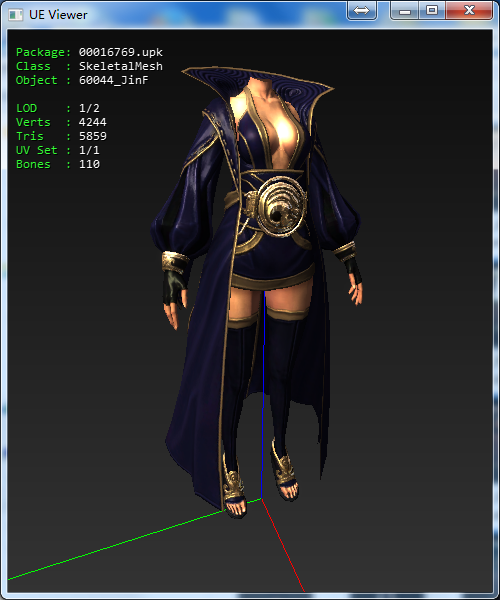 UE Viewer
Package: 00016769.upk
Class : SkeletalMesh
Object : 60044_JinF
LOD : 1/2
Verts : 4244
Tris : 5859
UV Set : 1/1
Bones : 110